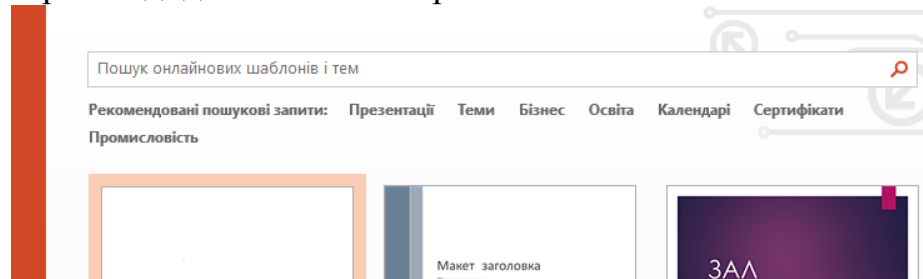 Пошук онлайнових шаблонів і тем
Рекомендовані пошукові запити: Презентації Теми Бізнес Освіта Календарі Сертифікати
Промисловість
Макет заголовка
ЗАЛ